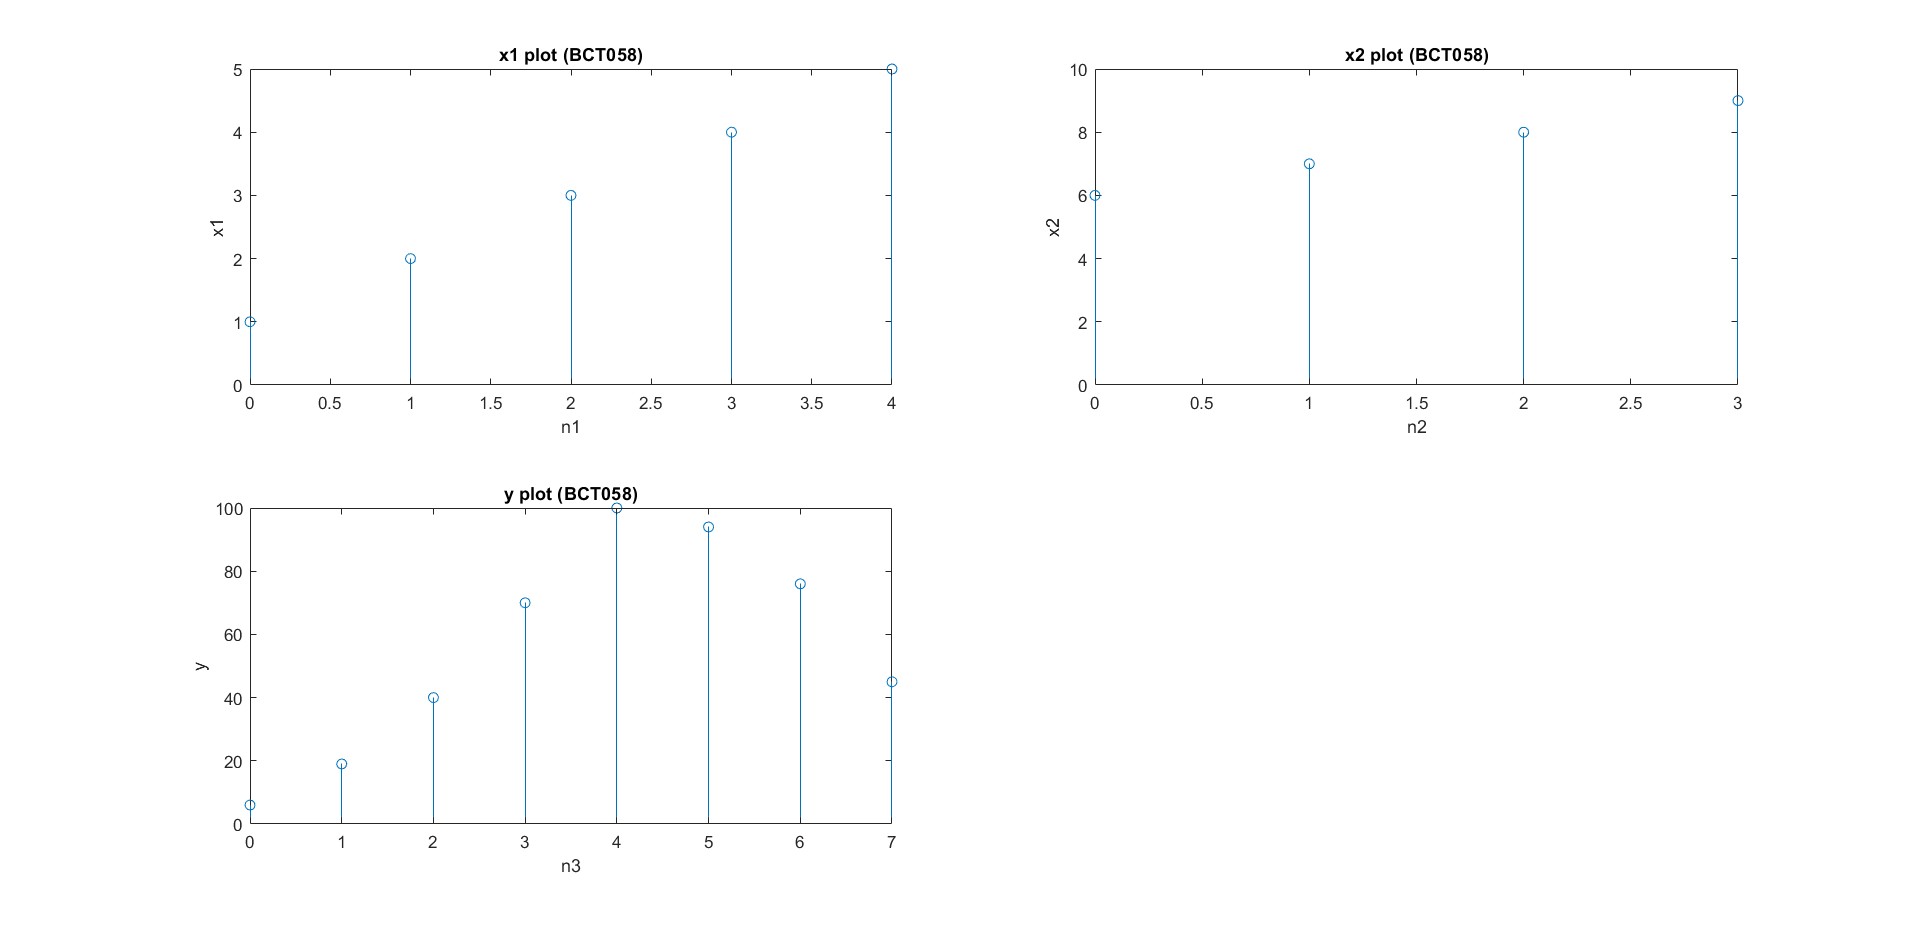 x1 plot (BCT058)
5
4
3
2
1
0
x1
0 0.5 1 1.5 2 2.5 3 3.5 4
n1
x2 plot (BCT058)
10
8
6
4
2
0
x2
0 0.5 1 1.5 2 2.5 3
n2
y plot (BCT058)
100
80
60
40
20
0
y
0 1 2 3 4 5 6 7
n3